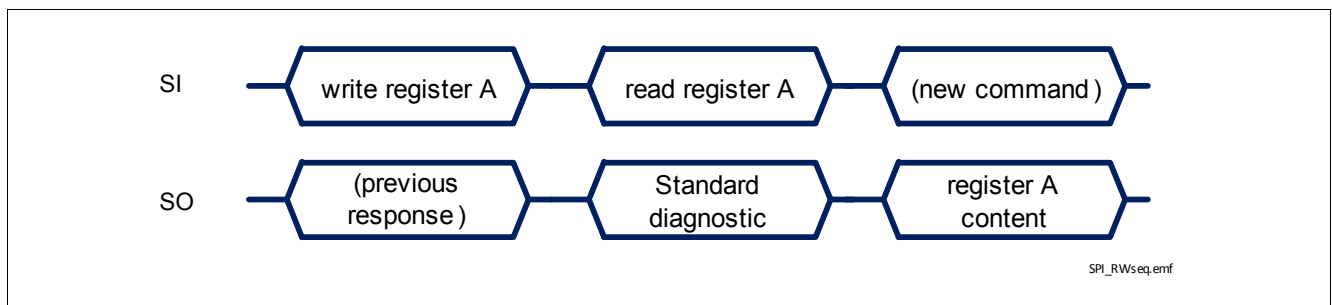 SI
write register A
read register A
(new command )
SO
(previous
response )
Standard
diagnostic
register A
content
SPI_RWseq.emf